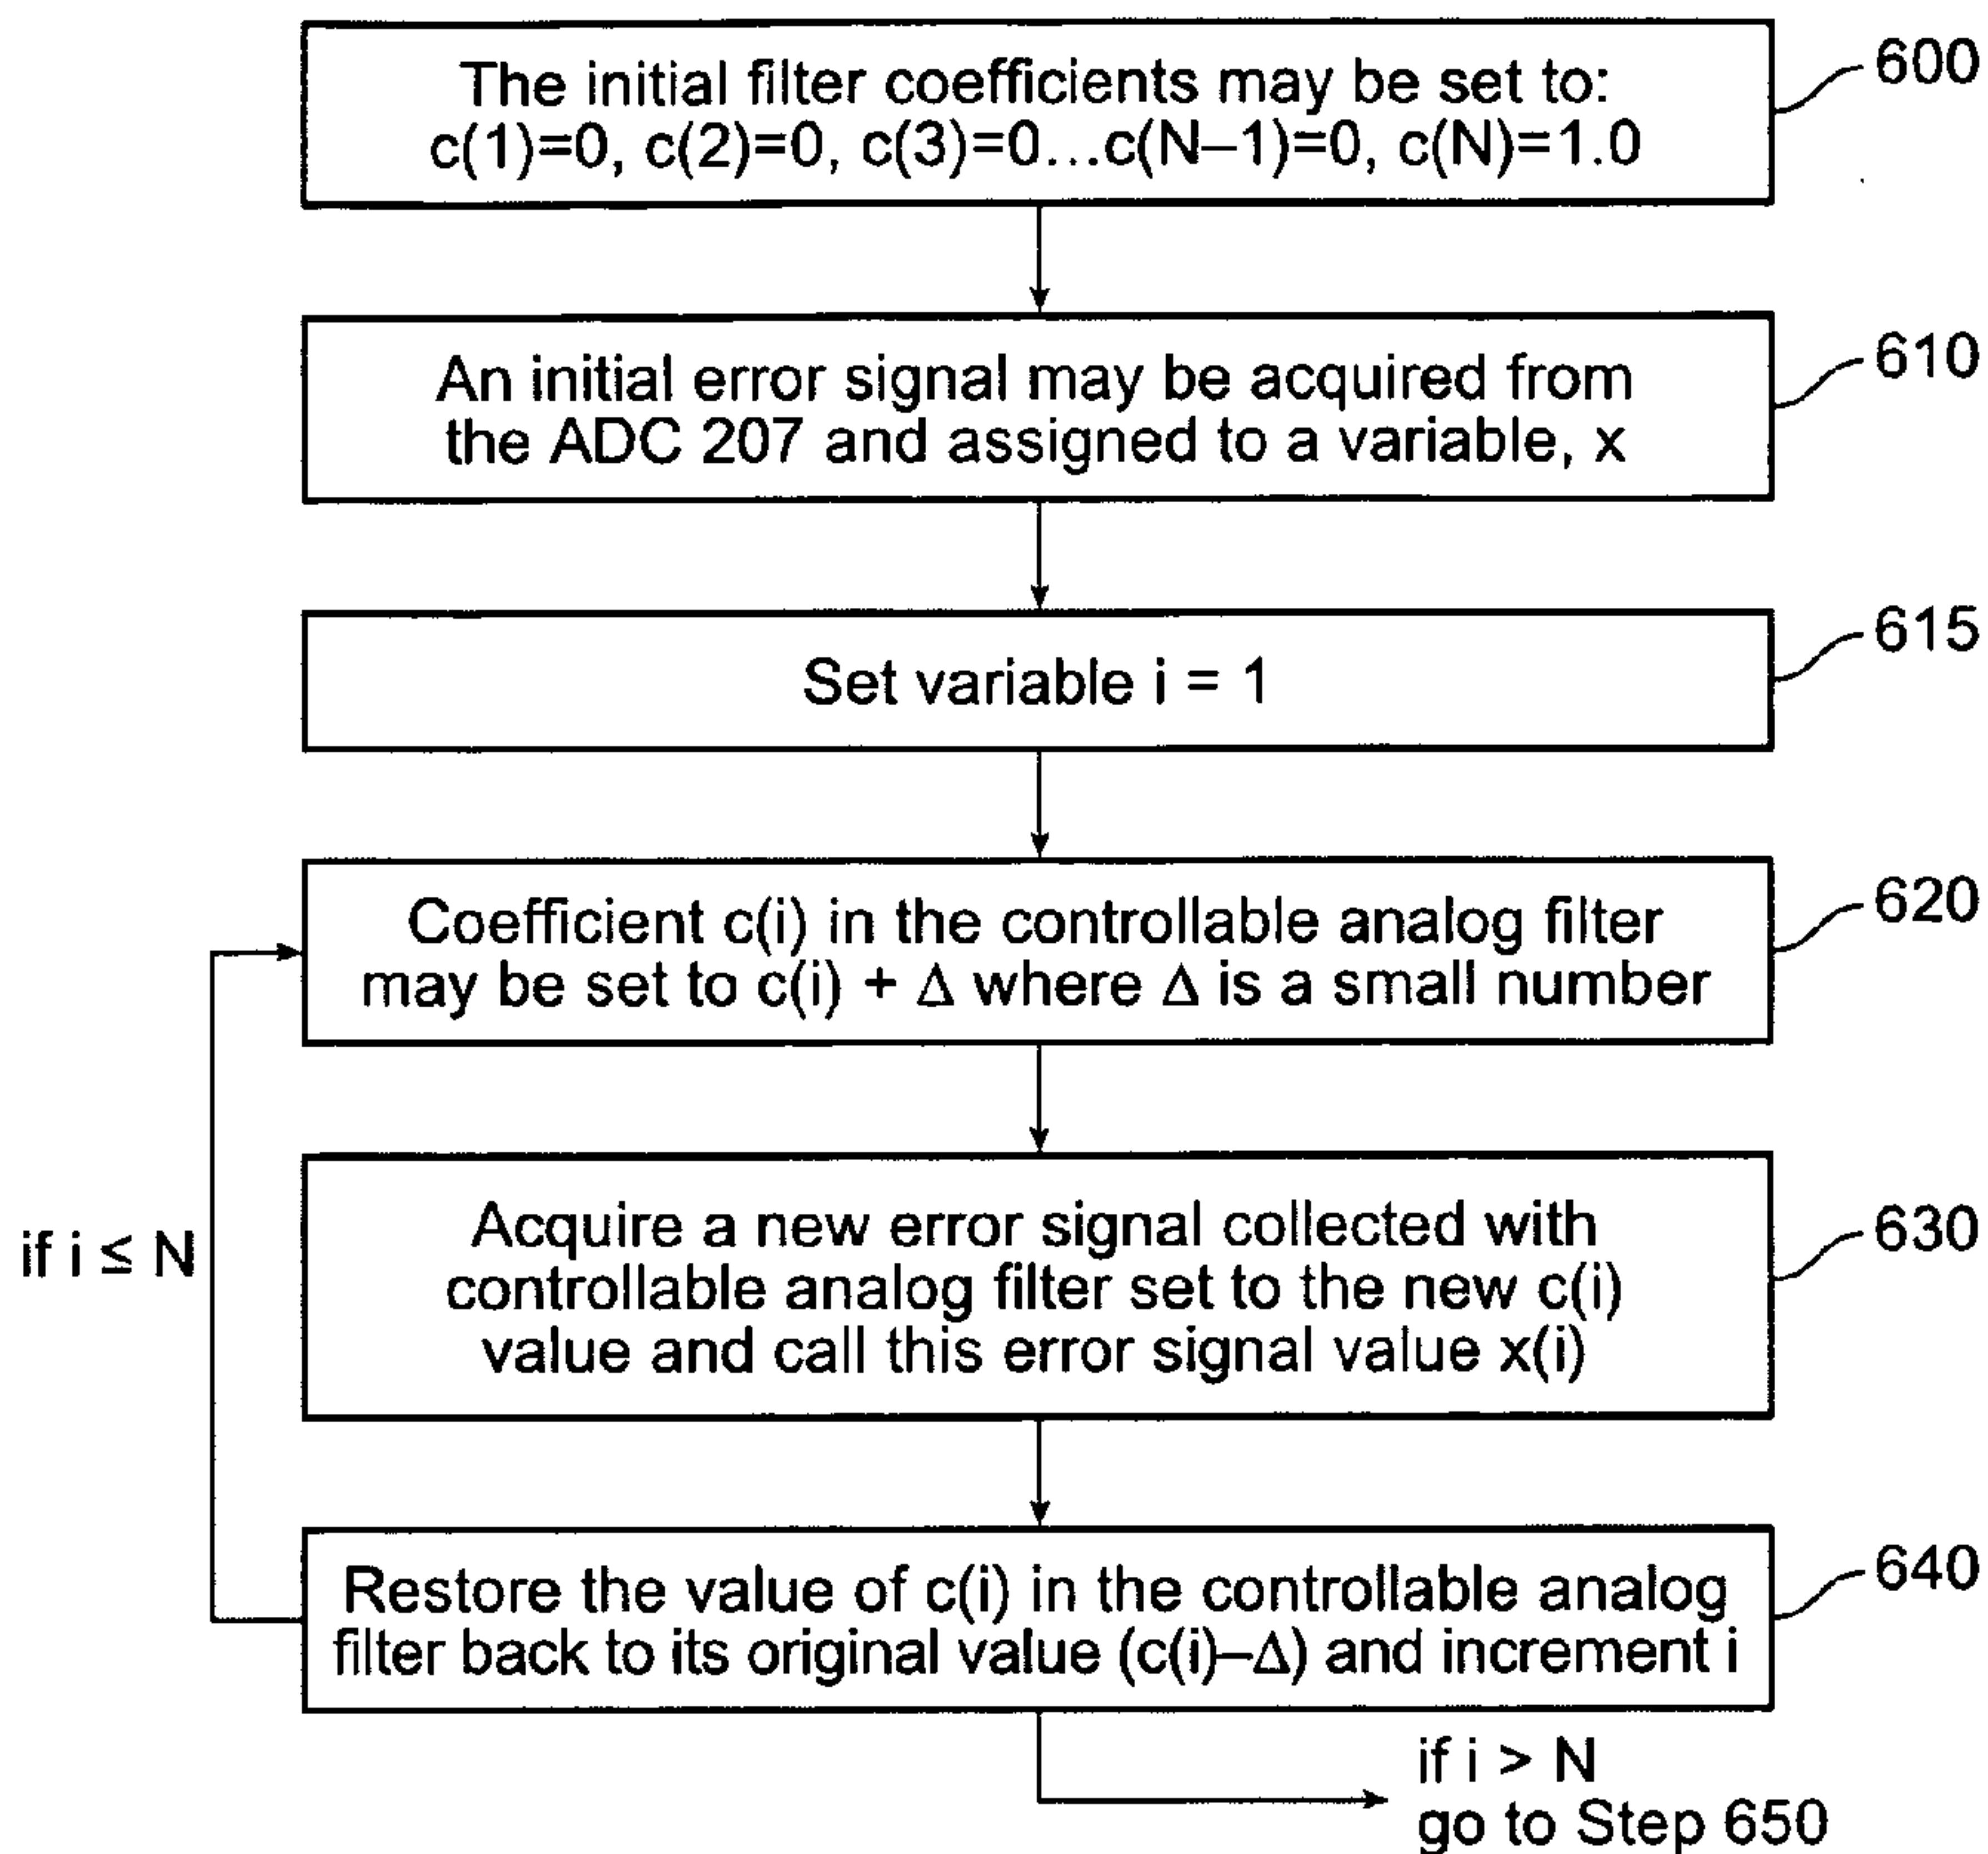 The initial filter coefficients may be set to:
c(1)=0, c(2)=0, c(3)=0...c(N–1)=0, c(N)=1.0
600
An initial error signal may be acquired from
the ADC 207 and assigned to a variable, x
610
Set variable i = 1
615
Coefficient c(i) in the controllable analog filter
may be set to c(i) + Δ where Δ is a small number
620
Acquire a new error signal collected with
controllable analog filter set to the new c(i)
value and call this error signal value x(i)
630
if i ≤ N
Restore the value of c(i) in the controllable analog
filter back to its original value (c(i)–Δ) and increment i
640
if i > N
go to Step 650